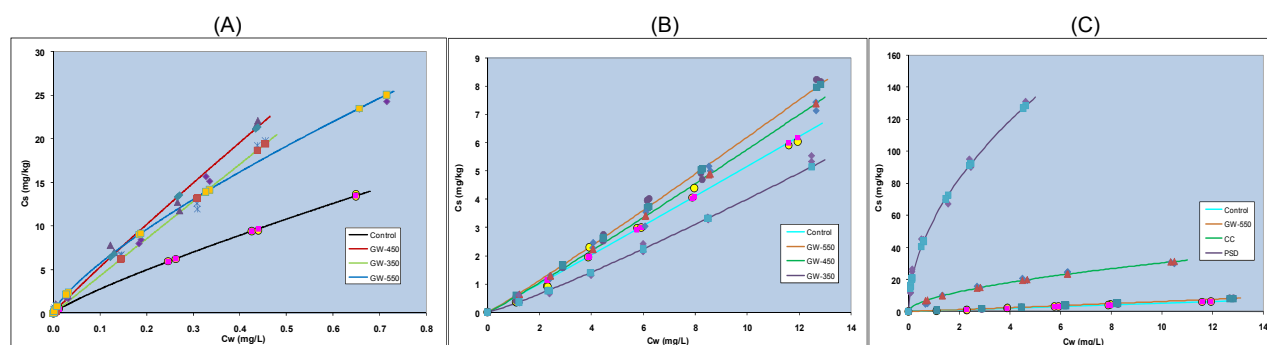 (A)
(B)
(C)
30
25
20
15
10
5
0
Cs (mg/kg)
0.0 0.1 0.2 0.3 0.4 0.5 0.6 0.7 0.8
Cw (mg/L)
Control
GW-450
GW-350
GW-550
9
8
7
6
5
4
3
2
1
0
Cs (mg/kg)
0 2 4 6 8 10 12 14
Cw (mg/L)
Control
GW-550
GW-450
GW-350
160
140
120
100
80
60
40
20
0
Cs (mg/kg)
0 2 4 6 8 10 12 14
Cw (mg/L)
Control
GW-550
CC
PSD